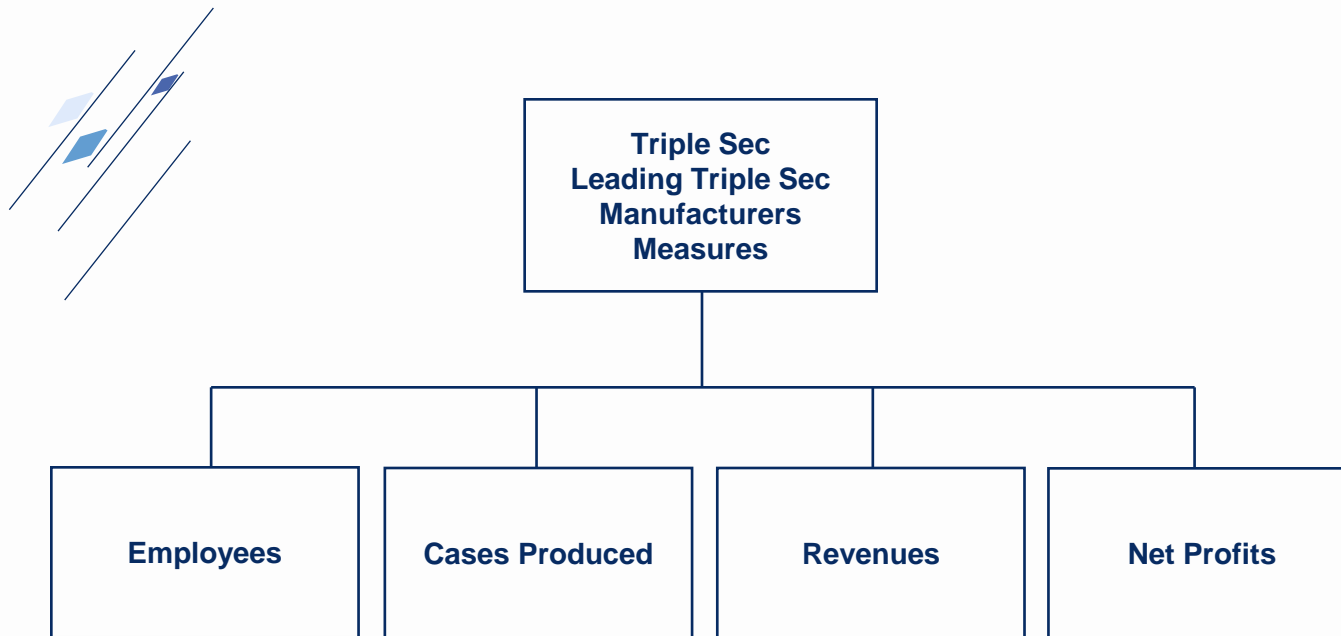 Triple Sec
Leading Triple Sec
Manufacturers
Measures
Employees
Cases Produced
Revenues
Net Profits